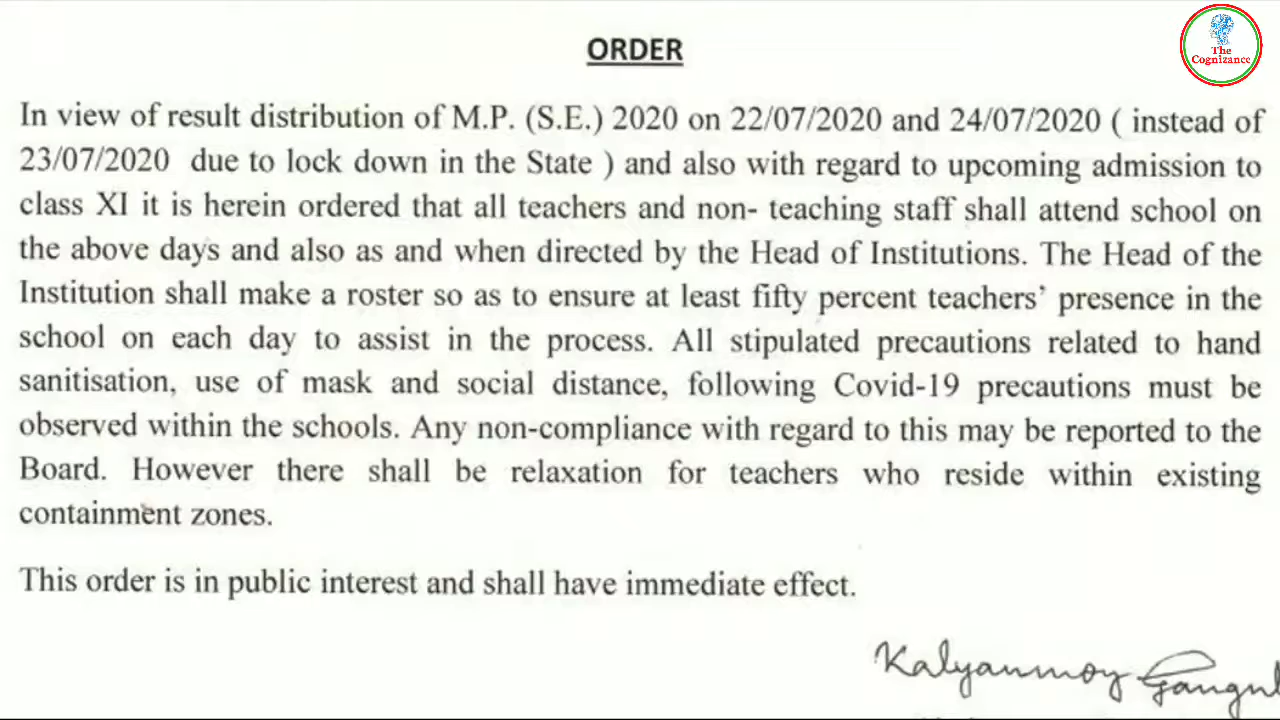 The
Cognizance
ORDER
In view of result distribution of M.P. (S.E.) 2020 on 22/07/2020 and 24/07/2020 ( instead of
23/07/2020 due to lock down in the State ) and also with regard to upcoming admission to
class XI it is herein ordered that all teachers and non- teaching staff shall attend school on
the above days and also as and when directed by the Head of Institutions. The Head of the
Institution shall make a roster so as to ensure at least fifty percent teachers’ presence in the
school on each day to assist in the process. All stipulated precautions related to hand
sanitisation, use of mask and social distance, following Covid-19 precautions must be
observed within the schools. Any non-compliance with regard to this may be reported to the
Board. However there shall be relaxation for teachers who reside within existing
containment zones.
This order is in public interest and shall have immediate effect.
Kalyanmoy Gangul